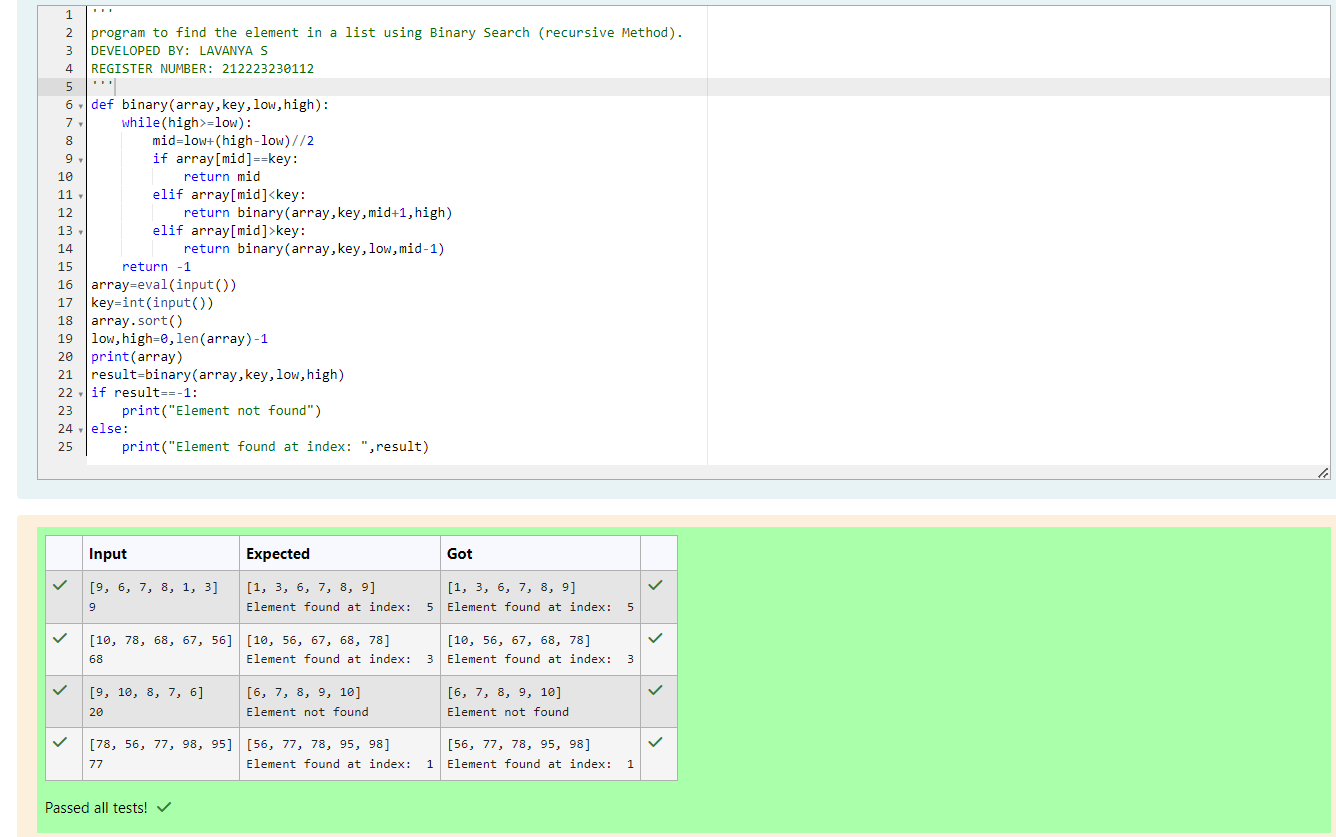 1 '''
2 program to find the element in a list using Binary Search (recursive Method).
3 DEVELOPED BY: LAVANYA S
4 REGISTER NUMBER: 212223230112
5 '''
6 def binary(array,key,low,high):
7     while(high>=low):
8         mid=low+(high-low)//2
9         if array[mid]==key:
10             return mid
11         elif array[mid]<key:
12             return binary(array,key,mid+1,high)
13         elif array[mid]>key:
14             return binary(array,key,low,mid-1)
15     return -1
16 array=eval(input())
17 key=int(input())
18 array.sort()
19 low,high=0,len(array)-1
20 print(array)
21 result=binary(array,key,low,high)
22 if result==-1:
23     print("Element not found")
24 else:
25     print("Element found at index: ",result)
Input Expected Got
[9, 6, 7, 8, 1, 3] [1, 3, 6, 7, 8, 9] [1, 3, 6, 7, 8, 9]
9 Element found at index:  5 Element found at index:  5
[10, 78, 68, 67, 56] [10, 56, 67, 68, 78] [10, 56, 67, 68, 78]
68 Element found at index:  3 Element found at index:  3
[9, 10, 8, 7, 6] [6, 7, 8, 9, 10] [6, 7, 8, 9, 10]
20 Element not found Element not found
[78, 56, 77, 98, 95] [56, 77, 78, 95, 98] [56, 77, 78, 95, 98]
77 Element found at index:  1 Element found at index:  1
Passed all tests!